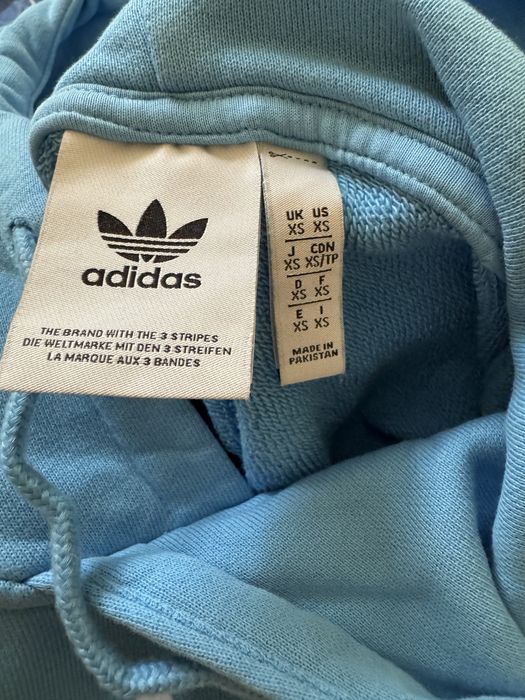 adidas
THE BRAND WITH THE 3 STRIPES
DIE WELTMARKE MIT DEN 3 STREIFEN
LA MARQUE AUX 3 BANDES
UK US
XS XS
J CDN
XS XS/TP
D F
XS XS
E I
XS XS
MADE IN
PAKISTAN